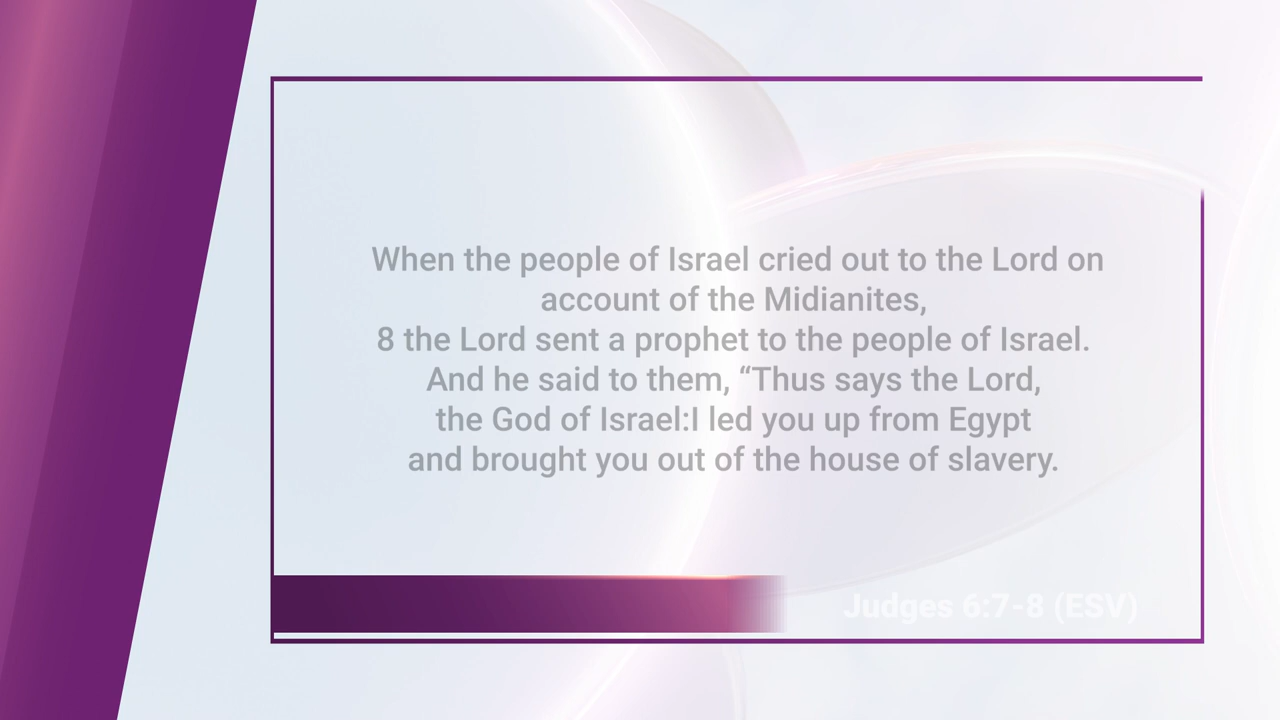 When the people of Israel cried out to the Lord on
account of the Midianites,
8 the Lord sent a prophet to the people of Israel.
And he said to them, “Thus says the Lord,
the God of Israel:I led you up from Egypt
and brought you out of the house of slavery.
Judges 6:7-8 (ESV)